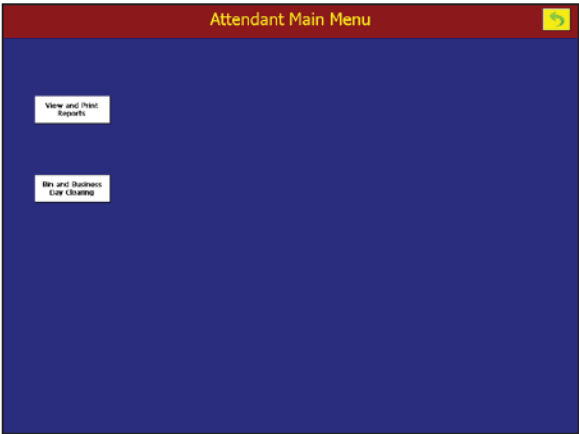 Attendant Main Menu
View and Print
Reports
Bin and Business
Day Clearing